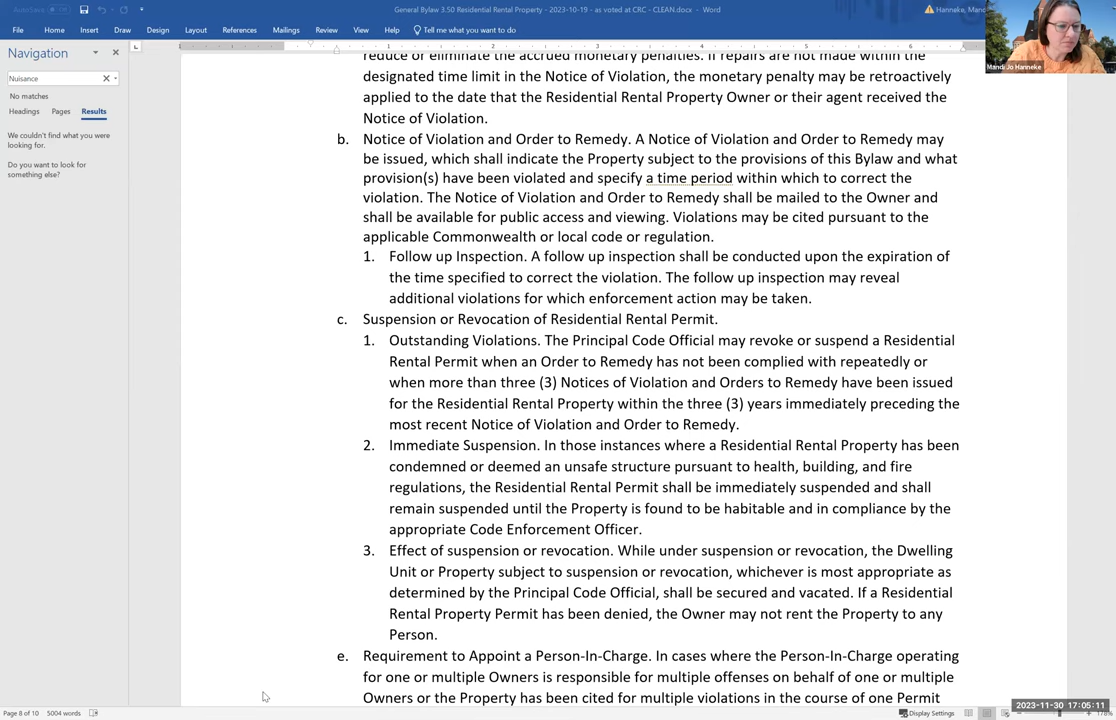 AutoSave
General Bylaw 3.50 Residential Rental Property - 2023-10-19 - as voted at CRC - CLEAN.docx - Word
Hanneke, Mand
File Home Insert Draw Design Layout References Mailings Review View Help Tell me what you want to do
Mandi Jo Hanneke
Navigation
Nuisance
No matches
Headings Pages Results
We couldn't find what you were
looking for.
Do you want to look for
something else?
reduce or eliminate the accrued monetary penalties. If repairs are not made within the
designated time limit in the Notice of Violation, the monetary penalty may be retroactively
applied to the date that the Residential Rental Property Owner or their agent received the
Notice of Violation.
b. Notice of Violation and Order to Remedy. A Notice of Violation and Order to Remedy may
be issued, which shall indicate the Property subject to the provisions of this Bylaw and what
provision(s) have been violated and specify a time period within which to correct the
violation. The Notice of Violation and Order to Remedy shall be mailed to the Owner and
shall be available for public access and viewing. Violations may be cited pursuant to the
applicable Commonwealth or local code or regulation.
1. Follow up Inspection. A follow up inspection shall be conducted upon the expiration of
the time specified to correct the violation. The follow up inspection may reveal
additional violations for which enforcement action may be taken.
c. Suspension or Revocation of Residential Rental Permit.
1. Outstanding Violations. The Principal Code Official may revoke or suspend a Residential
Rental Permit when an Order to Remedy has not been complied with repeatedly or
when more than three (3) Notices of Violation and Orders to Remedy have been issued
for the Residential Rental Property within the three (3) years immediately preceding the
most recent Notice of Violation and Order to Remedy.
2. Immediate Suspension. In those instances where a Residential Rental Property has been
condemned or deemed an unsafe structure pursuant to health, building, and fire
regulations, the Residential Rental Permit shall be immediately suspended and shall
remain suspended until the Property is found to be habitable and in compliance by the
appropriate Code Enforcement Officer.
3. Effect of suspension or revocation. While under suspension or revocation, the Dwelling
Unit or Property subject to suspension or revocation, whichever is most appropriate as
determined by the Principal Code Official, shall be secured and vacated. If a Residential
Rental Property Permit has been denied, the Owner may not rent the Property to any
Person.
e. Requirement to Appoint a Person-In-Charge. In cases where the Person-In-Charge operating
for one or multiple Owners is responsible for multiple offenses on behalf of one or multiple
Owners or the Property has been cited for multiple violations in the course of one Permit
Page 8 of 10 5004 words
Display Settings
2023-11-30 17:05:11